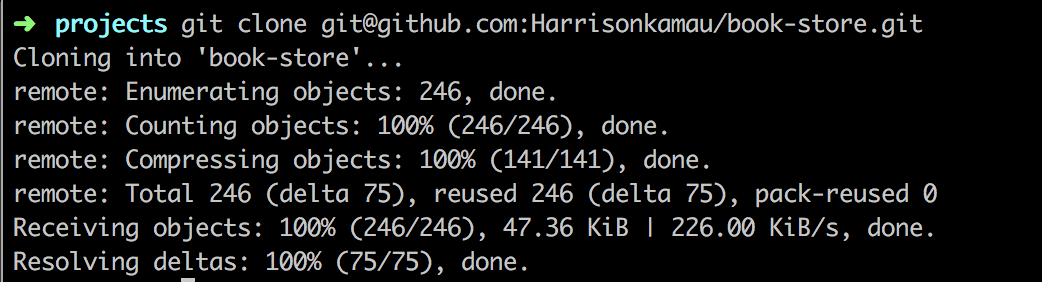 ➜ projects git clone git@github.com:Harrisonkamau/book-store.git
Cloning into 'book-store'...
remote: Enumerating objects: 246, done.
remote: Counting objects: 100% (246/246), done.
remote: Compressing objects: 100% (141/141), done.
remote: Total 246 (delta 75), reused 246 (delta 75), pack-reused 0
Receiving objects: 100% (246/246), 47.36 KiB | 226.00 KiB/s, done.
Resolving deltas: 100% (75/75), done.